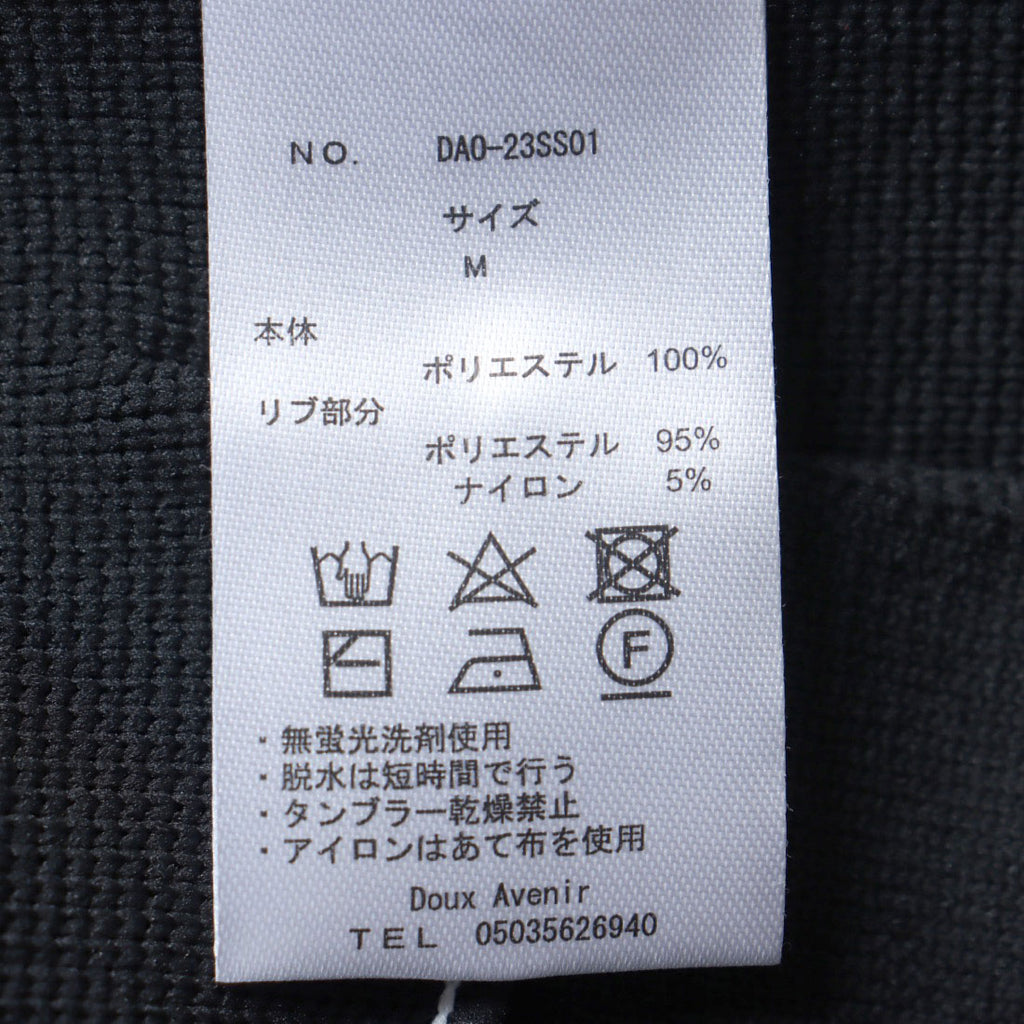 NO. DAO-23SS01
サイズ
M
本体
ポリエステル 100%
リブ部分
ポリエステル 95%
ナイロン 5%
F
・無蛍光洗剤使用
・脱水は短時間で行う
・タンブラー乾燥禁止
・アイロンはあて布を使用
Doux Avenir
TEL 05035626940